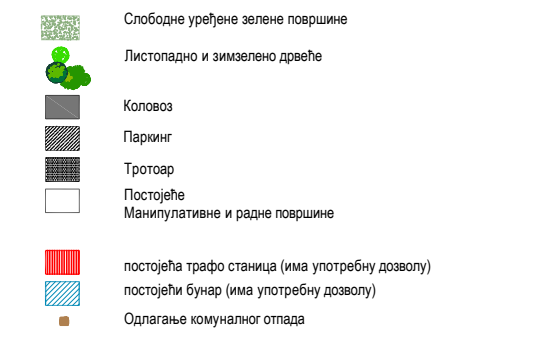 Слободне уређене зелене површине
Листопадно и зимзелено дрвеће
Коловоз
Паркинг
Тротоар
Постојеће
Манипулативне и радне површине
постојећа трафо станица (има употребну дозволу)
постојећи бунар (има употребну дозволу)
Одлагање комуналног отпада